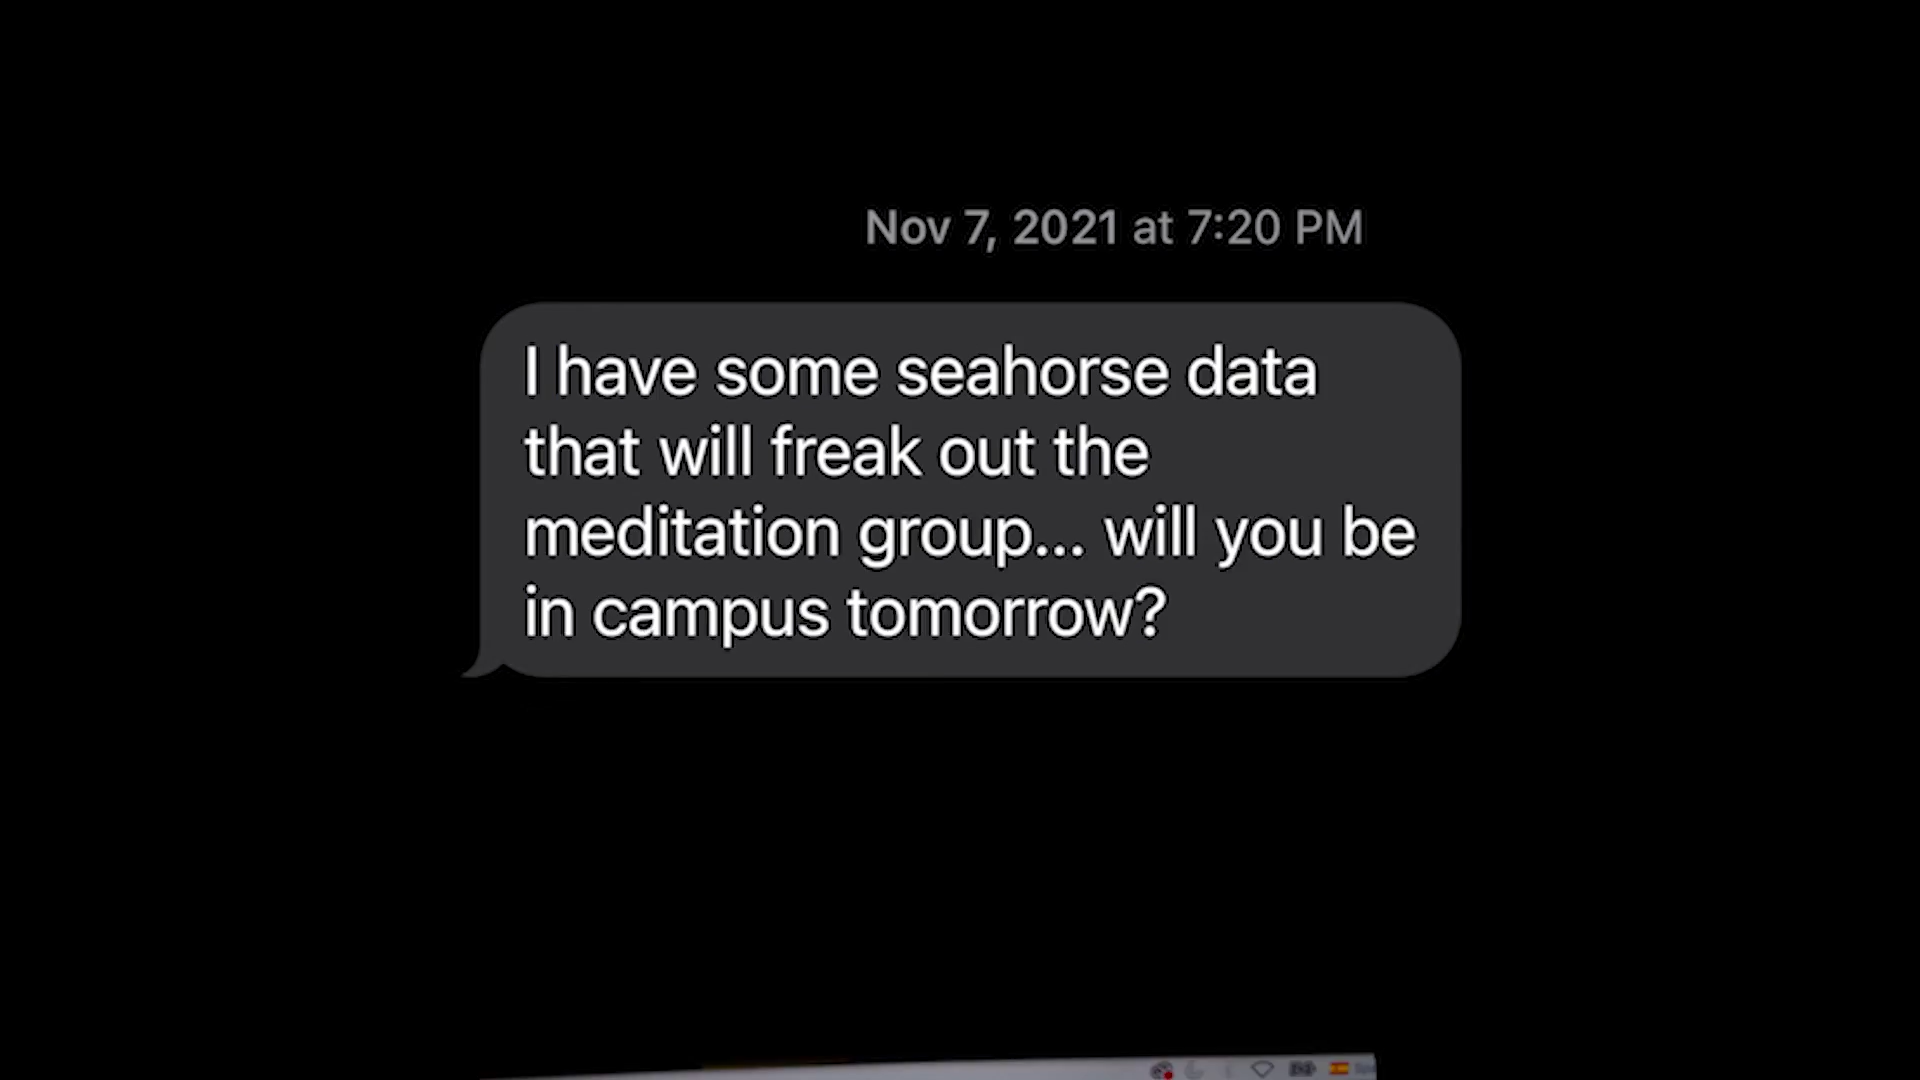 Nov 7, 2021 at 7:20 PM
I have some seahorse data
that will freak out the
meditation group... will you be
in campus tomorrow?